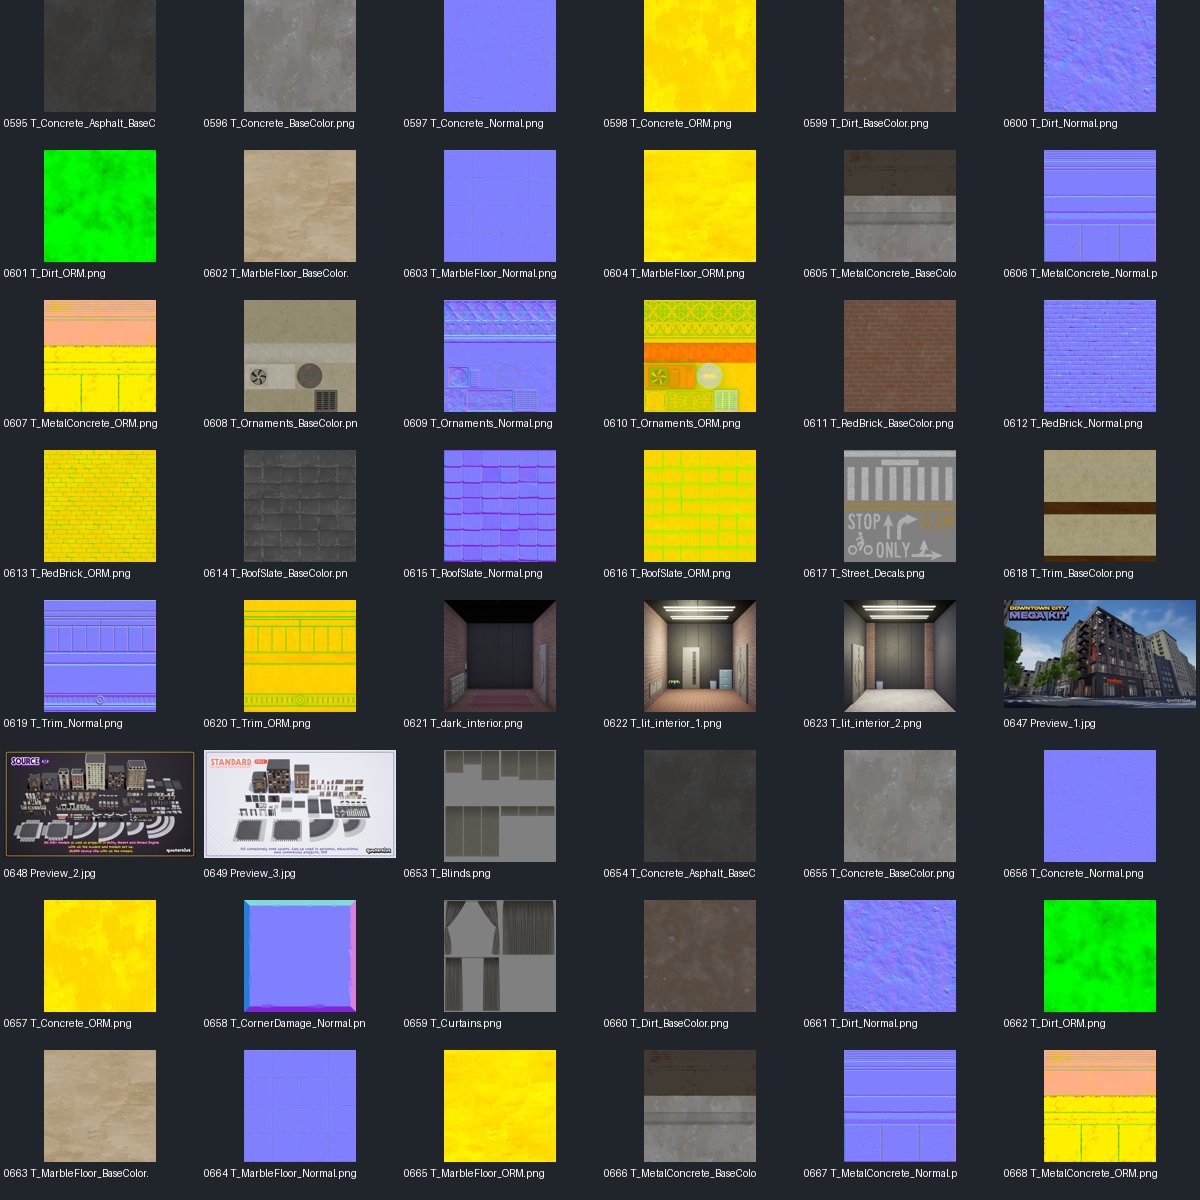 0595 T_Concrete_Asphalt_BaseC
0596 T_Concrete_BaseColor.png
0597 T_Concrete_Normal.png
0598 T_Concrete_ORM.png
0599 T_Dirt_BaseColor.png
0600 T_Dirt_Normal.png
0601 T_Dirt_ORM.png
0602 T_MarbleFloor_BaseColor.
0603 T_MarbleFloor_Normal.png
0604 T_MarbleFloor_ORM.png
0605 T_MetalConcrete_BaseColo
0606 T_MetalConcrete_Normal.p
0607 T_MetalConcrete_ORM.png
0608 T_Ornaments_BaseColor.pn
0609 T_Ornaments_Normal.png
0610 T_Ornaments_ORM.png
0611 T_RedBrick_BaseColor.png
0612 T_RedBrick_Normal.png
STOP
SLOW
ONLY
0613 T_RedBrick_ORM.png
0614 T_RoofSlate_BaseColor.pn
0615 T_RoofSlate_Normal.png
0616 T_RoofSlate_ORM.png
0617 T_Street_Decals.png
0618 T_Trim_BaseColor.png
DOWNTOWN CITY
MEGA KIT
0619 T_Trim_Normal.png
0620 T_Trim_ORM.png
0621 T_dark_interior.png
0622 T_lit_interior_1.png
0623 T_lit_interior_2.png
0647 Preview_1.jpg
SOURCE
STANDARD
quaternius
quaternius
0648 Preview_2.jpg
0649 Preview_3.jpg
0653 T_Blinds.png
0654 T_Concrete_Asphalt_BaseC
0655 T_Concrete_BaseColor.png
0656 T_Concrete_Normal.png
0657 T_Concrete_ORM.png
0658 T_CornerDamage_Normal.pn
0659 T_Curtains.png
0660 T_Dirt_BaseColor.png
0661 T_Dirt_Normal.png
0662 T_Dirt_ORM.png
0663 T_MarbleFloor_BaseColor.
0664 T_MarbleFloor_Normal.png
0665 T_MarbleFloor_ORM.png
0666 T_MetalConcrete_BaseColo
0667 T_MetalConcrete_Normal.p
0668 T_MetalConcrete_ORM.png